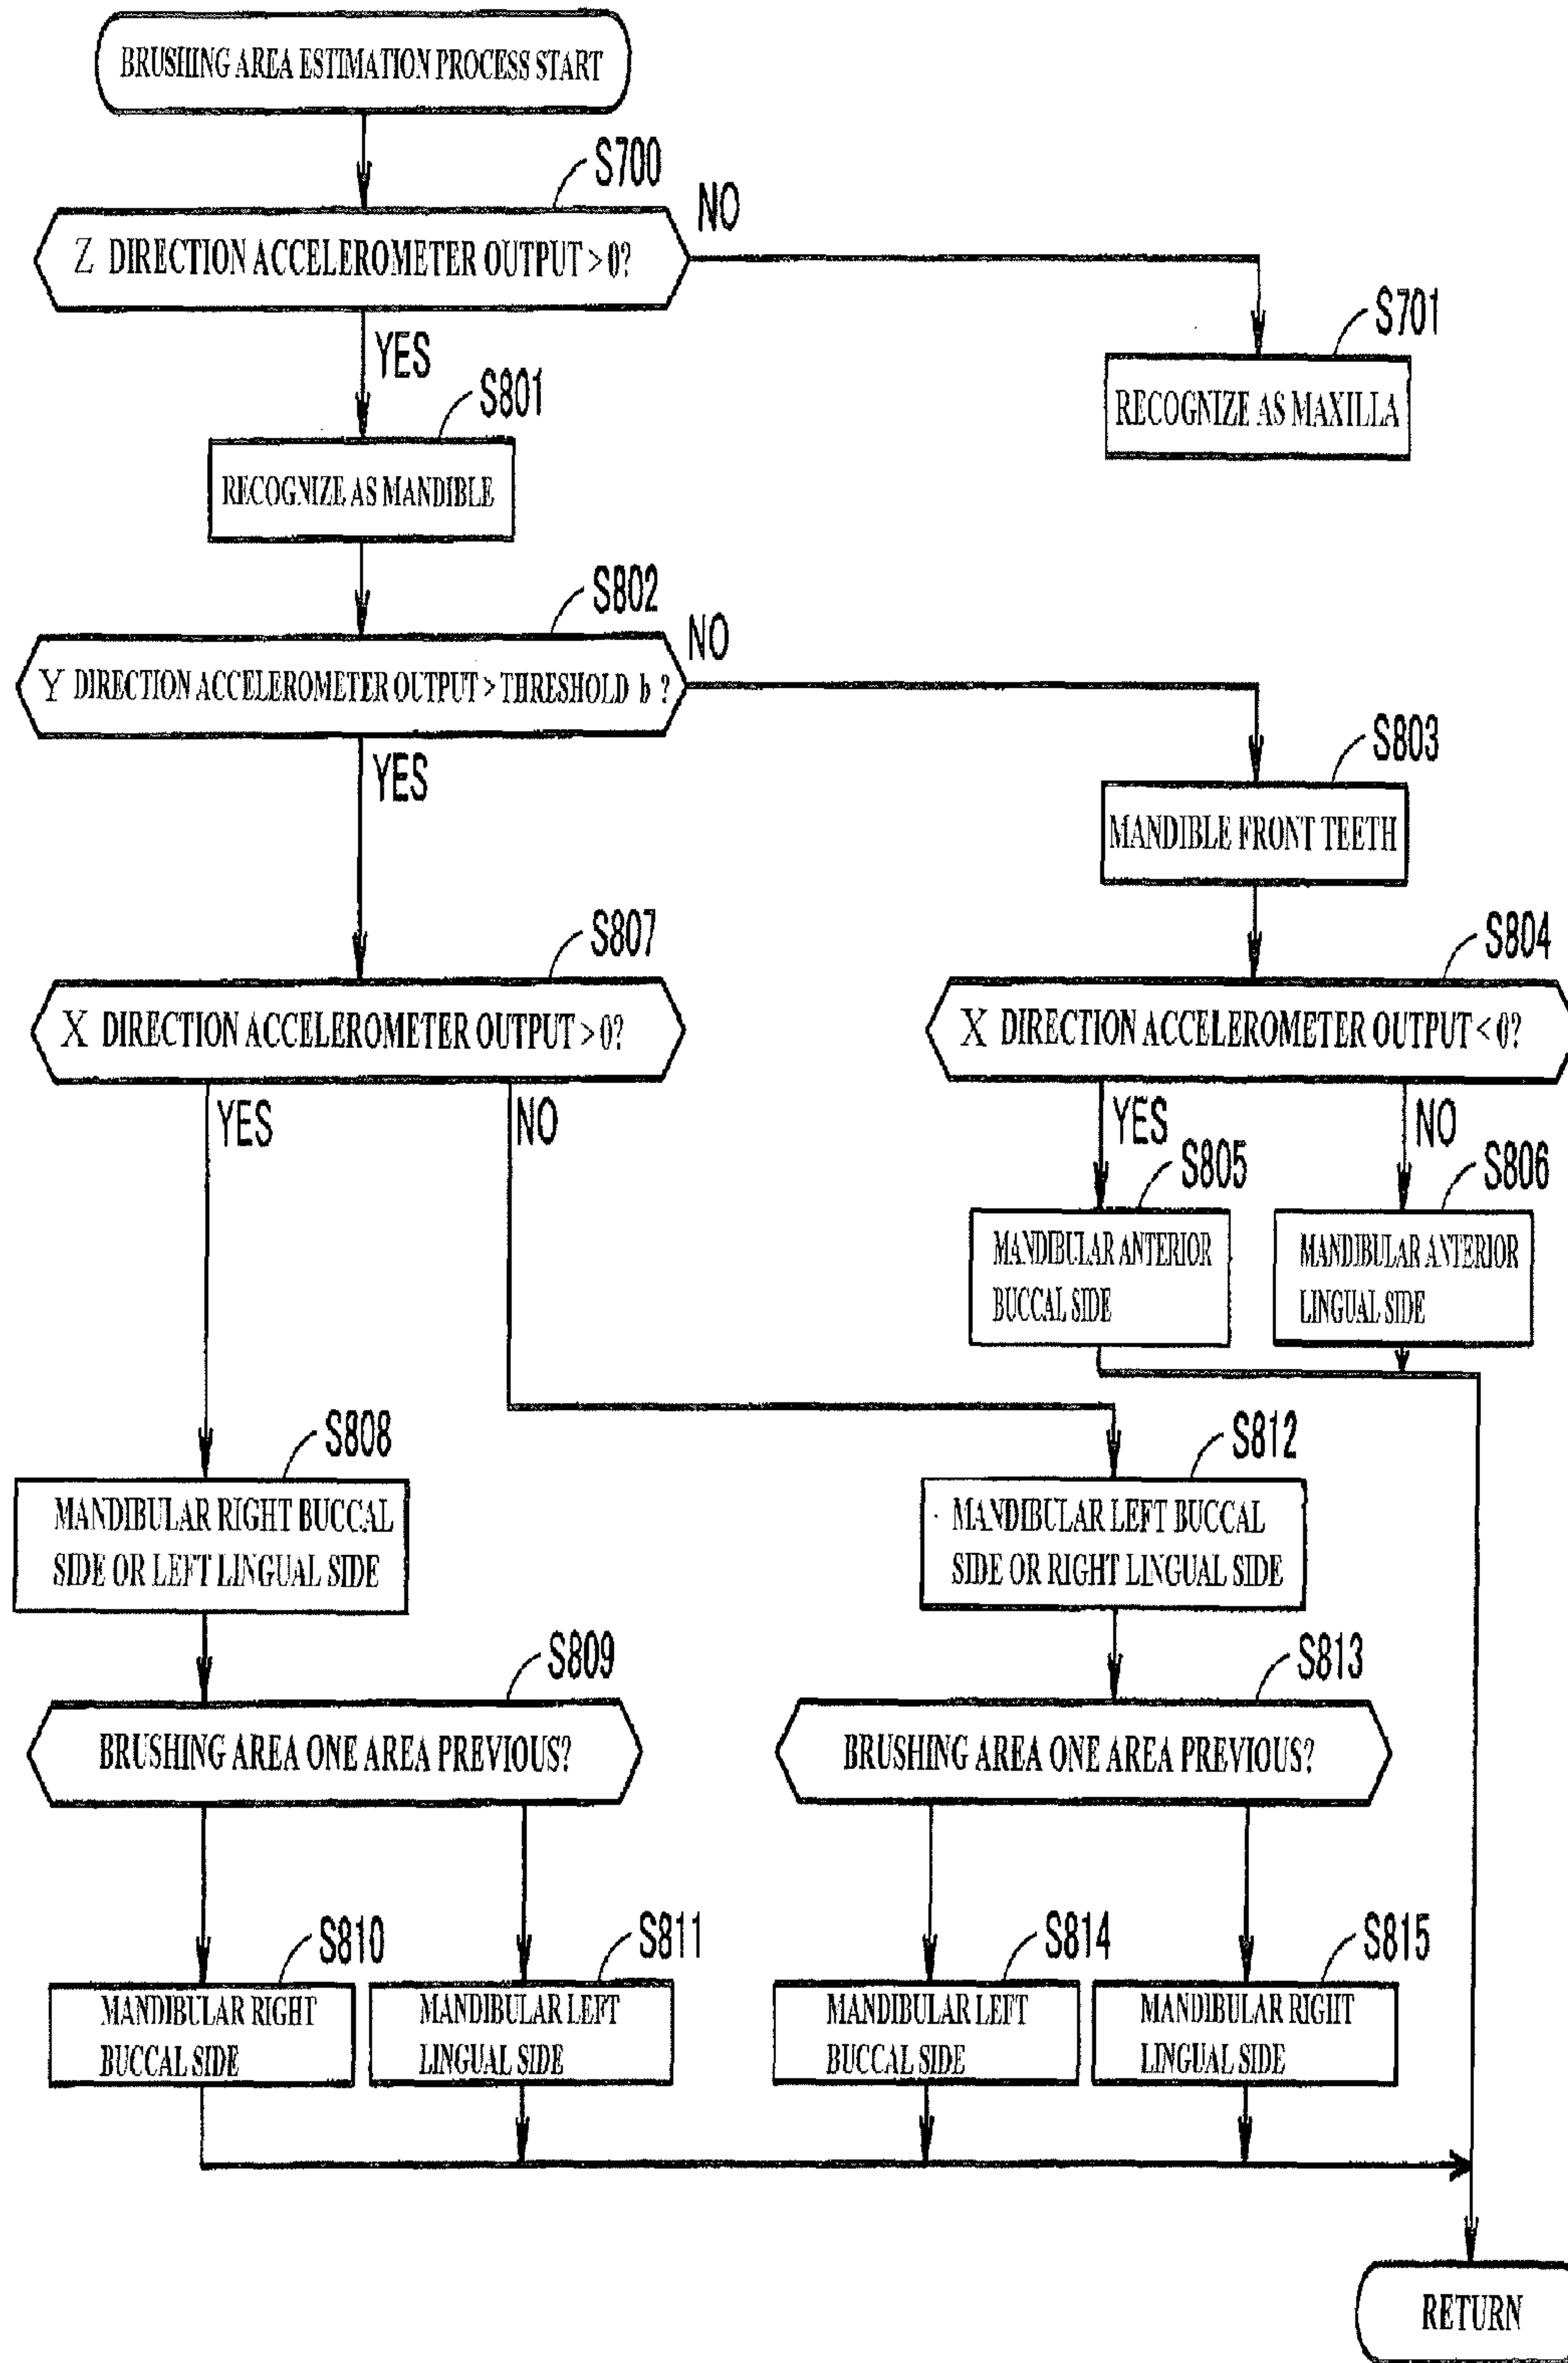 BRUSHING AREA ESTIMATION PROCESS START
S700
Z DIRECTION ACCELEROMETER OUTPUT > 0?
NO
YES
S701
RECOGNIZE AS MAXILLA
S801
RECOGNIZE AS MANDIBLE
S802
Y DIRECTION ACCELEROMETER OUTPUT > THRESHOLD b ?
NO
YES
S803
MANDIBLE FRONT TEETH
S807
X DIRECTION ACCELEROMETER OUTPUT > 0?
S804
X DIRECTION ACCELEROMETER OUTPUT < 0?
YES
NO
YES
NO
S805
MANDIBULAR ANTERIOR
BUCCAL SIDE
S806
MANDIBULAR ANTERIOR
LINGUAL SIDE
S808
MANDIBULAR RIGHT BUCCAL
SIDE OR LEFT LINGUAL SIDE
S812
MANDIBULAR LEFT BUCCAL
SIDE OR RIGHT LINGUAL SIDE
S809
BRUSHING AREA ONE AREA PREVIOUS?
S813
BRUSHING AREA ONE AREA PREVIOUS?
S810
MANDIBULAR RIGHT
BUCCAL SIDE
S811
MANDIBULAR LEFT
LINGUAL SIDE
S814
MANDIBULAR LEFT
BUCCAL SIDE
S815
MANDIBULAR RIGHT
LINGUAL SIDE
RETURN